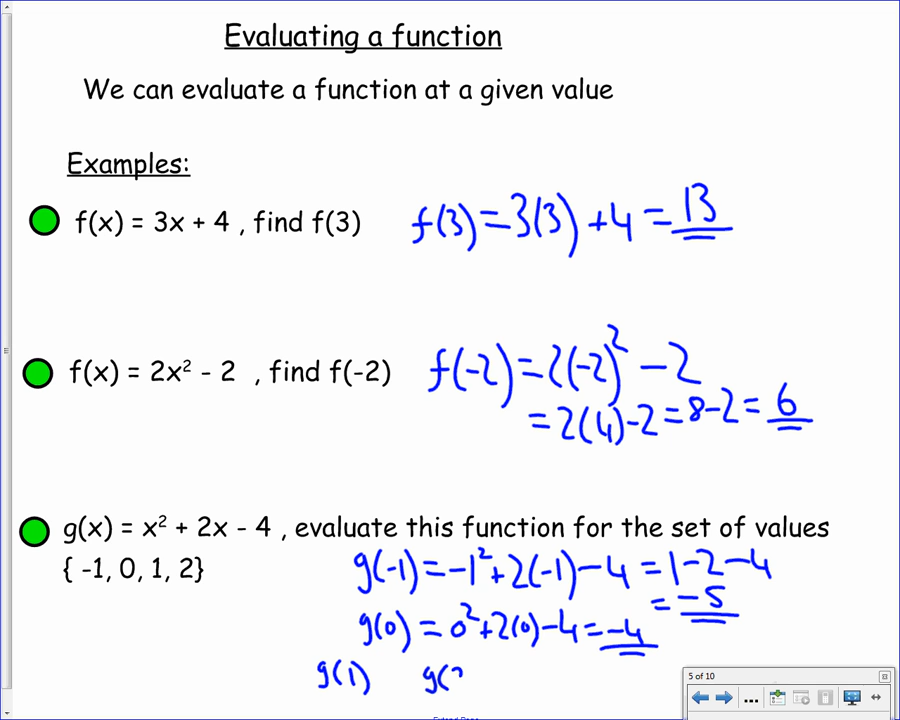 Evaluating a function
We can evaluate a function at a given value
Examples:
f(x) = 3x + 4 , find f(3)
f(3) = 3(3) + 4 = 13
f(x) = 2x² - 2 , find f(-2)
f(-2) = 2(-2)² - 2
= 2(4) - 2 = 8 - 2 = 6
g(x) = x² + 2x - 4 , evaluate this function for the set of values
{ -1, 0, 1, 2}
g(-1) = -1² + 2(-1) - 4 = 1 - 2 - 4
= -5
g(0) = 0² + 2(0) - 4 = -4
g(1) g(
5 of 10